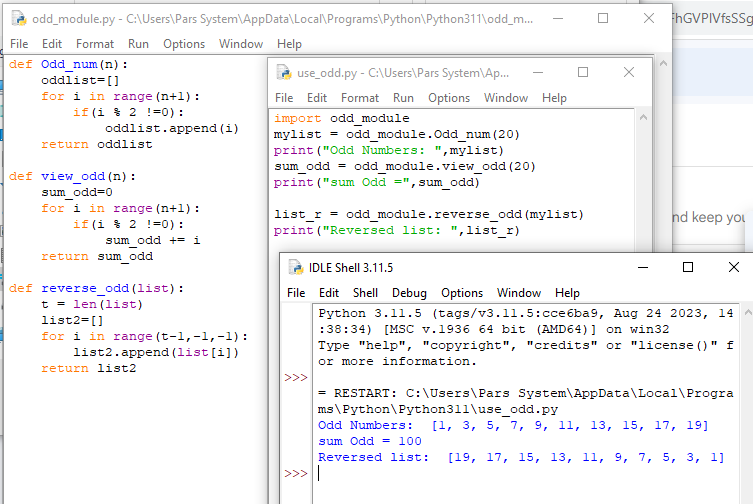 odd_module.py - C:\Users\Pars System\AppData\Local\Programs\Python\Python311\odd_m...
File Edit Format Run Options Window Help
def Odd_num(n):
    oddlist=[]
    for i in range(n+1):
        if(i % 2 !=0):
            oddlist.append(i)
    return oddlist

def view_odd(n):
    sum_odd=0
    for i in range(n+1):
        if(i % 2 !=0):
            sum_odd += i
    return sum_odd

def reverse_odd(list):
    t = len(list)
    list2=[]
    for i in range(t-1,-1,-1):
        list2.append(list[i])
    return list2
use_odd.py - C:\Users\Pars System\Ap...
File Edit Format Run Options Window Help
import odd_module
mylist = odd_module.Odd_num(20)
print("Odd Numbers: ",mylist)
sum_odd = odd_module.view_odd(20)
print("sum Odd =",sum_odd)

list_r = odd_module.reverse_odd(mylist)
print("Reversed list: ",list_r)
IDLE Shell 3.11.5
File Edit Shell Debug Options Window Help
Python 3.11.5 (tags/v3.11.5:cce6ba9, Aug 24 2023, 14
:38:34) [MSC v.1936 64 bit (AMD64)] on win32
Type "help", "copyright", "credits" or "license()" f
or more information.
>>>
= RESTART: C:\Users\Pars System\AppData\Local\Progra
ms\Python\Python311\use_odd.py
Odd Numbers:  [1, 3, 5, 7, 9, 11, 13, 15, 17, 19]
sum Odd = 100
Reversed list:  [19, 17, 15, 13, 11, 9, 7, 5, 3, 1]
>>>
FhGVPlVfsSSg
nd keep you